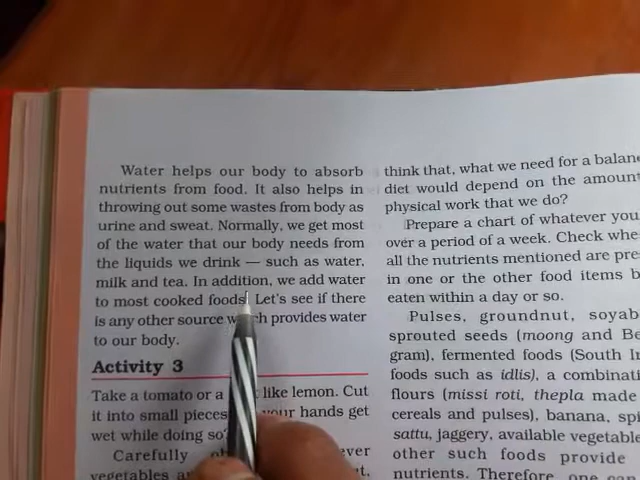 Water helps our body to absorb
nutrients from food. It also helps in
throwing out some wastes from body as
urine and sweat. Normally, we get most
of the water that our body needs from
the liquids we drink — such as water,
milk and tea. In addition, we add water
to most cooked foods. Let's see if there
is any other source which provides water
to our body.
Activity 3
Take a tomato or a like lemon. Cut
it into small pieces your hands get
wet while doing so
Carefully
vegetables
think that, what we need for a balan
diet would depend on the amount
physical work that we do?
Prepare a chart of whatever you
over a period of a week. Check whe
all the nutrients mentioned are pre
in one or the other food items b
eaten within a day or so.
Pulses, groundnut, soyab
sprouted seeds (moong and Be
gram), fermented foods (South In
foods such as idlis), a combinati
flours (missi roti, thepla made
cereals and pulses), banana, spi
sattu, jaggery, available vegetable
other such foods provide
nutrients. Therefore, one can